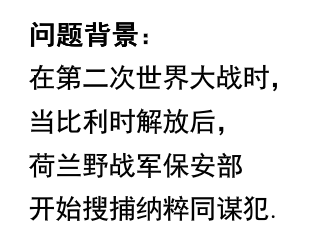 问题背景：
在第二次世界大战时，
当比利时解放后，
荷兰野战军保安部
开始搜捕纳粹同谋犯.